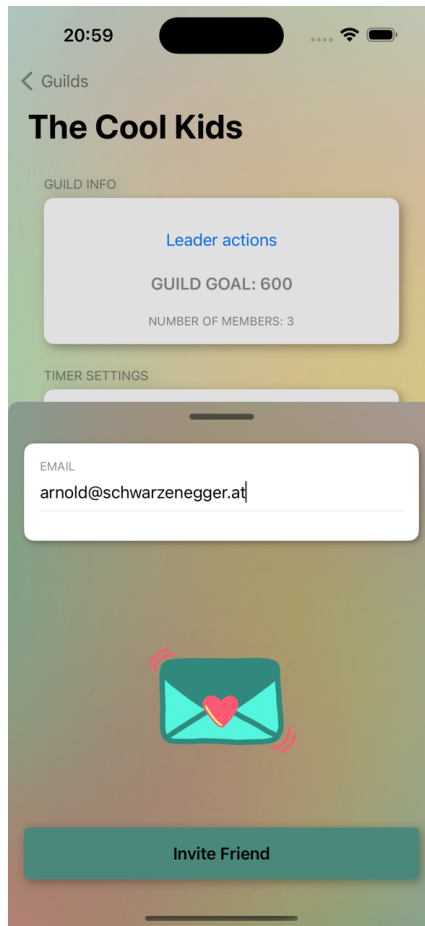 20:59
Guilds
The Cool Kids
GUILD INFO
Leader actions
GUILD GOAL: 600
NUMBER OF MEMBERS: 3
TIMER SETTINGS
EMAIL
arnold@schwarzenegger.at
Invite Friend